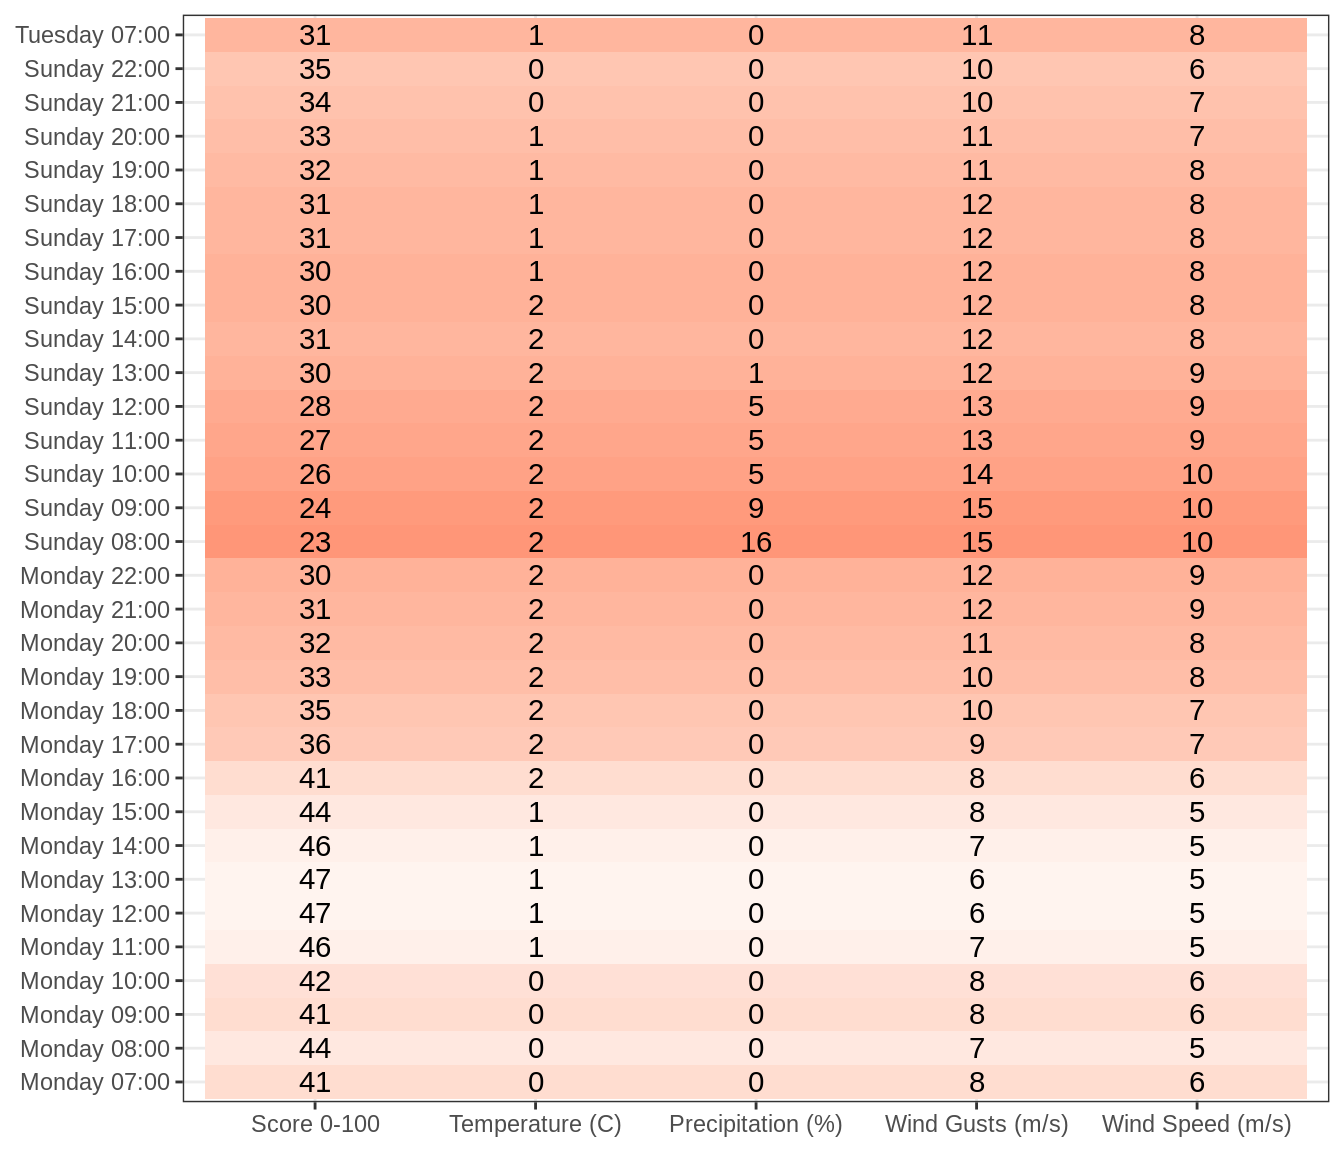 Tuesday 07:00 31 1 0 11 8
Sunday 22:00 35 0 0 10 6
Sunday 21:00 34 0 0 10 7
Sunday 20:00 33 1 0 11 7
Sunday 19:00 32 1 0 11 8
Sunday 18:00 31 1 0 12 8
Sunday 17:00 31 1 0 12 8
Sunday 16:00 30 1 0 12 8
Sunday 15:00 30 2 0 12 8
Sunday 14:00 31 2 0 12 8
Sunday 13:00 30 2 1 12 9
Sunday 12:00 28 2 5 13 9
Sunday 11:00 27 2 5 13 9
Sunday 10:00 26 2 5 14 10
Sunday 09:00 24 2 9 15 10
Sunday 08:00 23 2 16 15 10
Monday 22:00 30 2 0 12 9
Monday 21:00 31 2 0 12 9
Monday 20:00 32 2 0 11 8
Monday 19:00 33 2 0 10 8
Monday 18:00 35 2 0 10 7
Monday 17:00 36 2 0 9 7
Monday 16:00 41 2 0 8 6
Monday 15:00 44 1 0 8 5
Monday 14:00 46 1 0 7 5
Monday 13:00 47 1 0 6 5
Monday 12:00 47 1 0 6 5
Monday 11:00 46 1 0 7 5
Monday 10:00 42 0 0 8 6
Monday 09:00 41 0 0 8 6
Monday 08:00 44 0 0 7 5
Monday 07:00 41 0 0 8 6
Score 0-100 Temperature (C) Precipitation (%) Wind Gusts (m/s) Wind Speed (m/s)